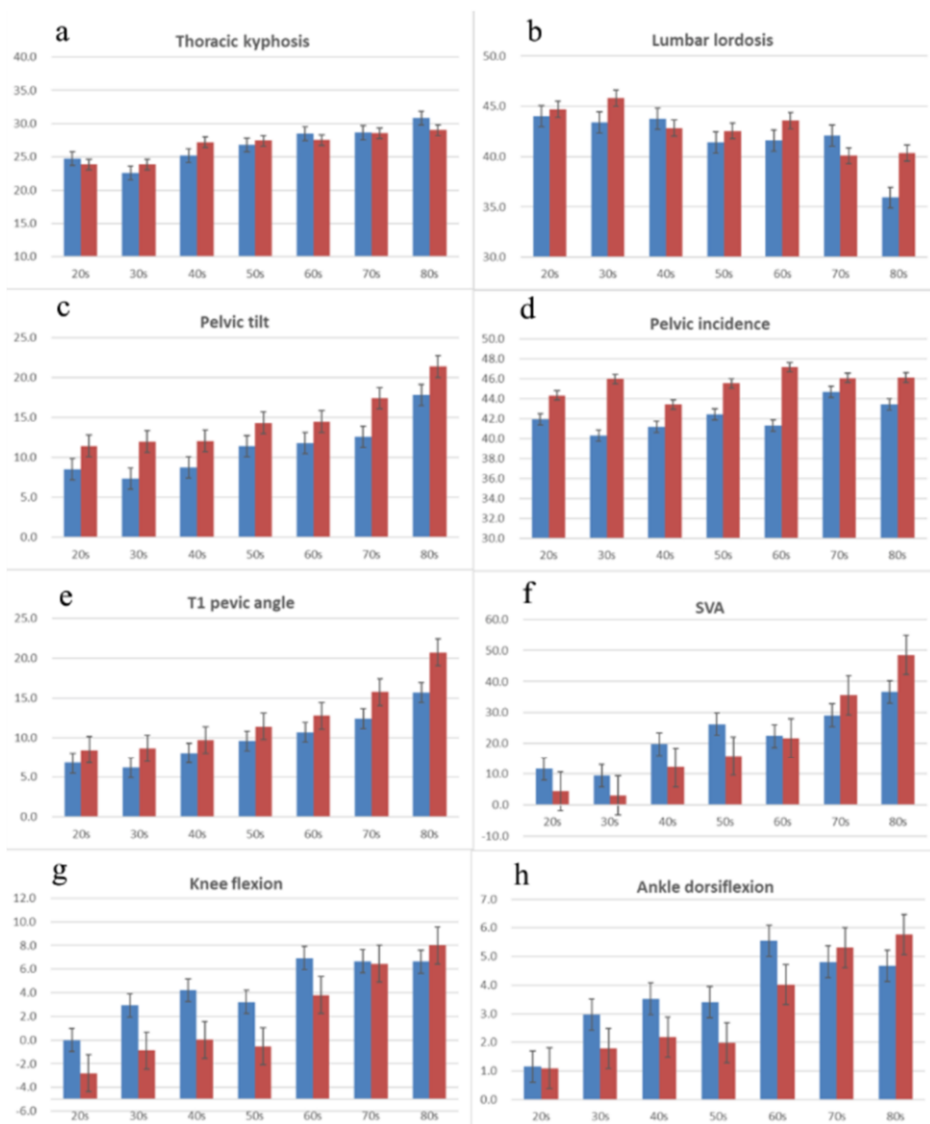 a
Thoracic kyphosis
40.0
35.0
30.0
25.0
20.0
15.0
10.0
20s 30s 40s 50s 60s 70s 80s
b
Lumbar lordosis
50.0
45.0
40.0
35.0
30.0
20s 30s 40s 50s 60s 70s 80s
c
Pelvic tilt
25.0
20.0
15.0
10.0
5.0
0.0
20s 30s 40s 50s 60s 70s 80s
d
Pelvic incidence
50.0
48.0
46.0
44.0
42.0
40.0
38.0
36.0
34.0
32.0
30.0
20s 30s 40s 50s 60s 70s 80s
e
T1 pevic angle
25.0
20.0
15.0
10.0
5.0
0.0
20s 30s 40s 50s 60s 70s 80s
f
SVA
60.0
50.0
40.0
30.0
20.0
10.0
0.0
-10.0
20s 30s 40s 50s 60s 70s 80s
g
Knee flexion
12.0
10.0
8.0
6.0
4.0
2.0
0.0
-2.0
-4.0
-6.0
20s 30s 40s 50s 60s 70s 80s
h
Ankle dorsiflexion
7.0
6.0
5.0
4.0
3.0
2.0
1.0
0.0
20s 30s 40s 50s 60s 70s 80s